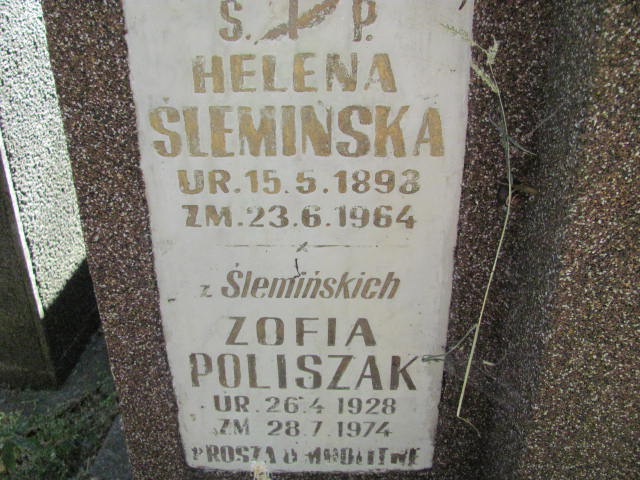 Ś. P.
HELENA
ŚLEMIŃSKA
UR. 15. 5. 1893
ZM. 23. 6. 1964
z Ślemińskich
ZOFIA
POLISZAK
UR. 26.4 1928
ZM 28.7 1974
PROSZĄ O MODLITWĘ